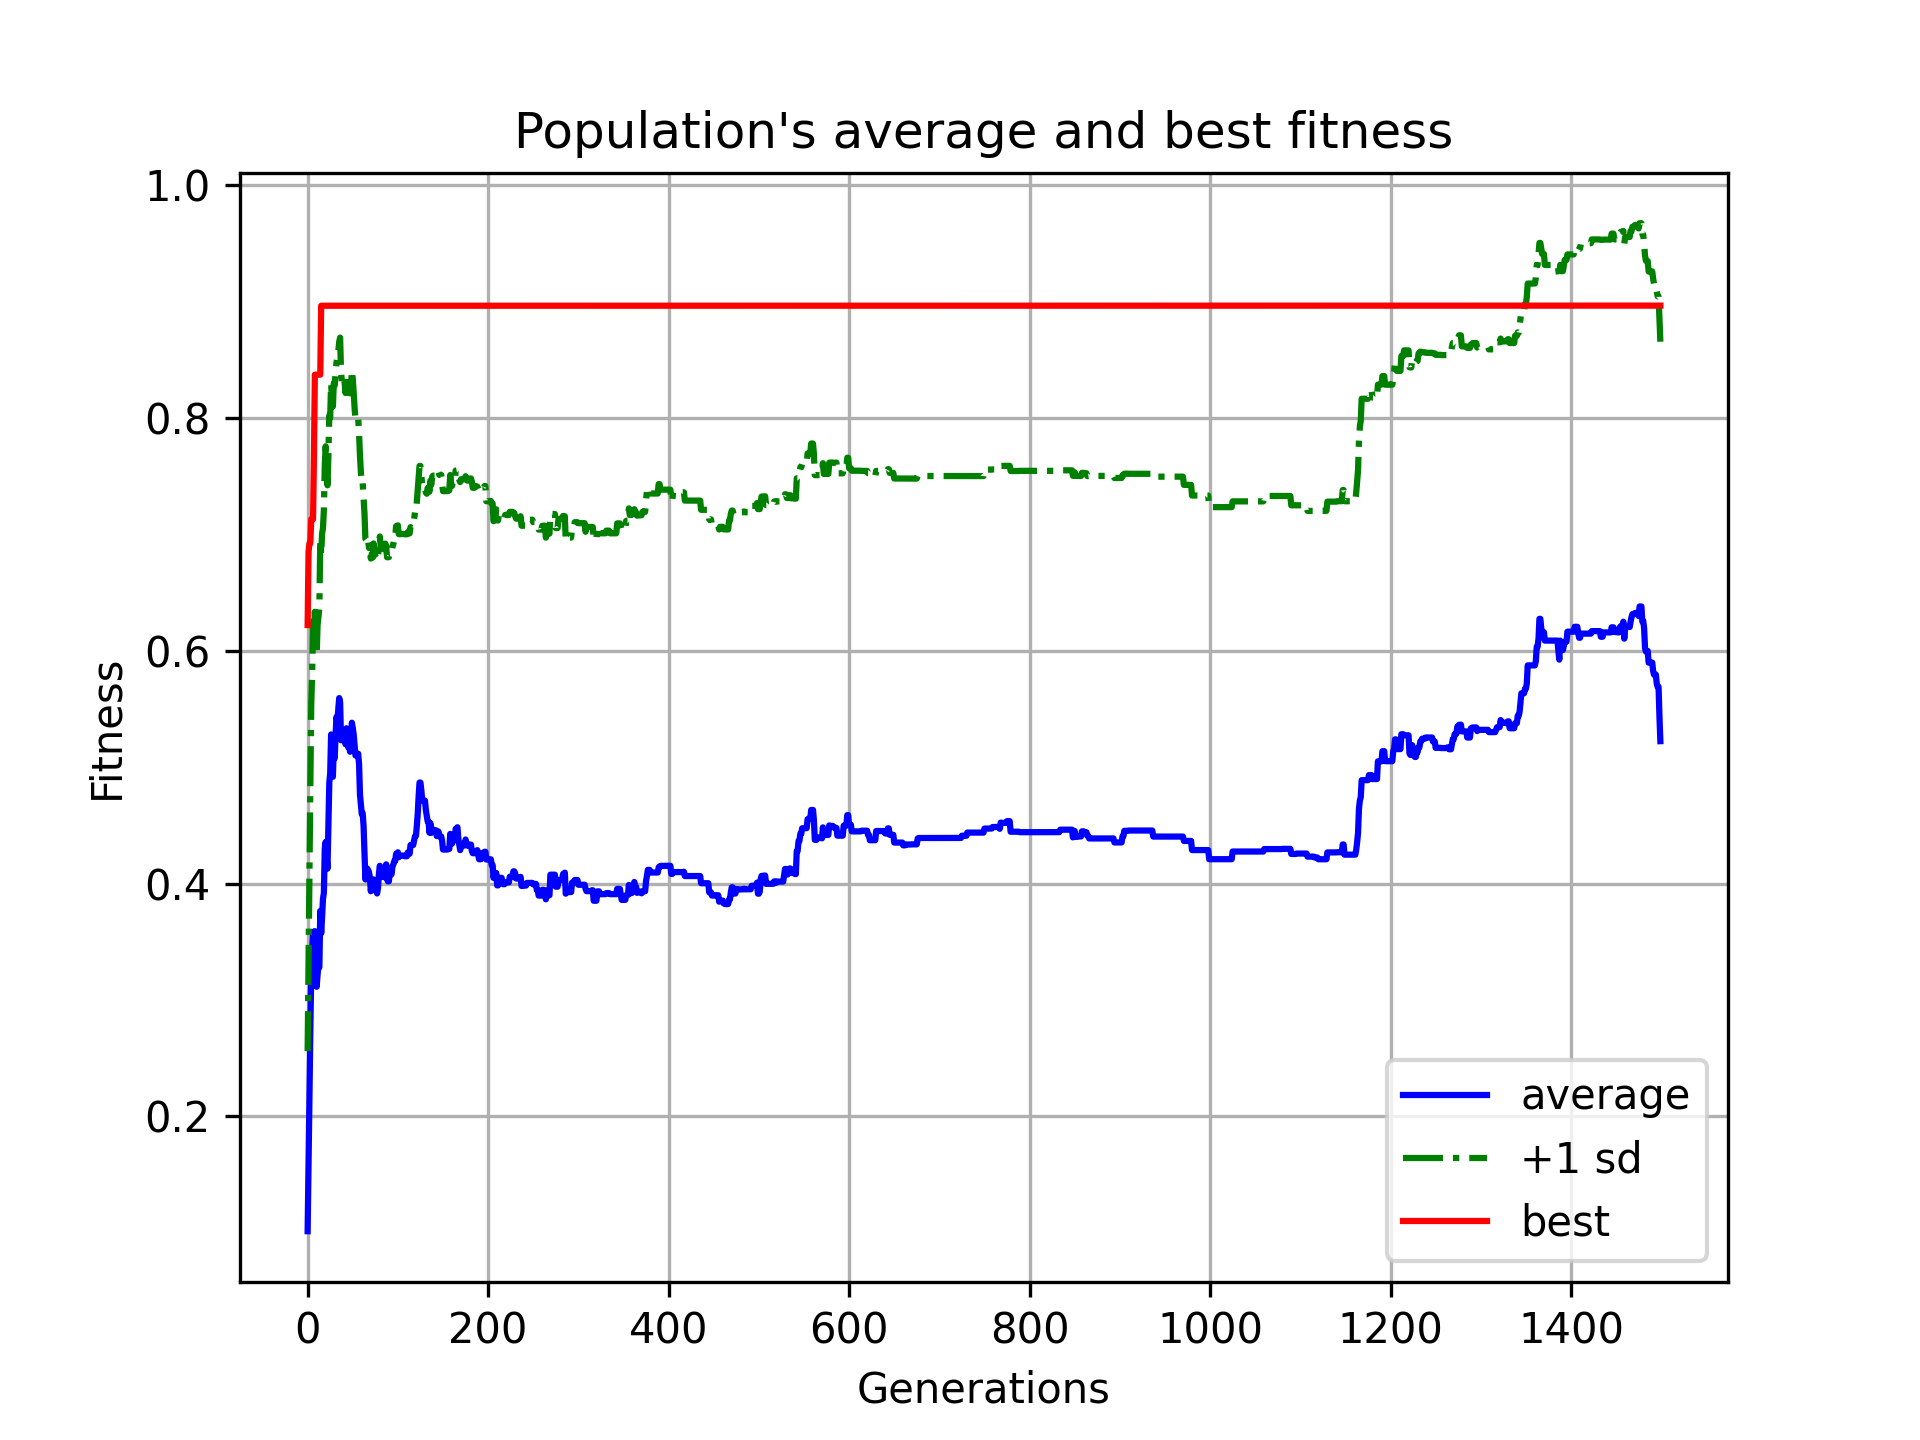 Population's average and best fitness
1.0
0.8
0.6
0.4
0.2
Fitness
0 200 400 600 800 1000 1200 1400
Generations
average
+1 sd
best